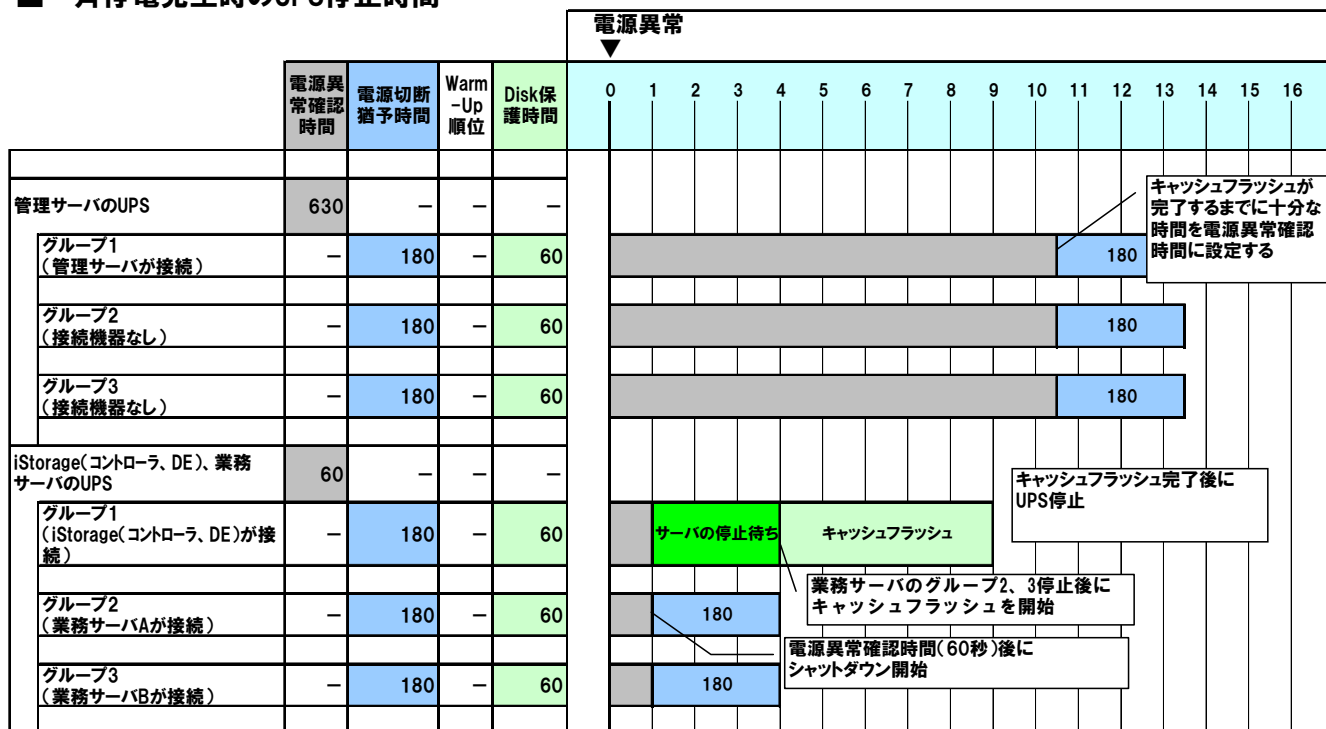 ■ 一斉停電発生時のUPS停止時間
電源異常
▼
電源異
常確認
時間
電源切断
猶予時間
Warm
-Up
順位
Disk保
護時間
0 1 2 3 4 5 6 7 8 9 10 11 12 13 14 15 16
管理サーバのUPS 630 － － －
グループ1
（管理サーバが接続） － 180 － 60 180
キャッシュフラッシュが
完了するまでに十分な
時間を電源異常確認
時間に設定する
グループ2
（接続機器なし） － 180 － 60 180
グループ3
（接続機器なし） － 180 － 60 180
iStorage(コントローラ、DE)、業務
サーバのUPS 60 － － －
キャッシュフラッシュ完了後に
UPS停止
グループ1
（iStorage(コントローラ、DE)が接
続） － 180 － 60 サーバの停止待ち キャッシュフラッシュ
業務サーバのグループ2、3停止後に
キャッシュフラッシュを開始
グループ2
（業務サーバAが接続） － 180 － 60 180
電源異常確認時間(60秒)後に
シャットダウン開始
グループ3
（業務サーバBが接続） － 180 － 60 180